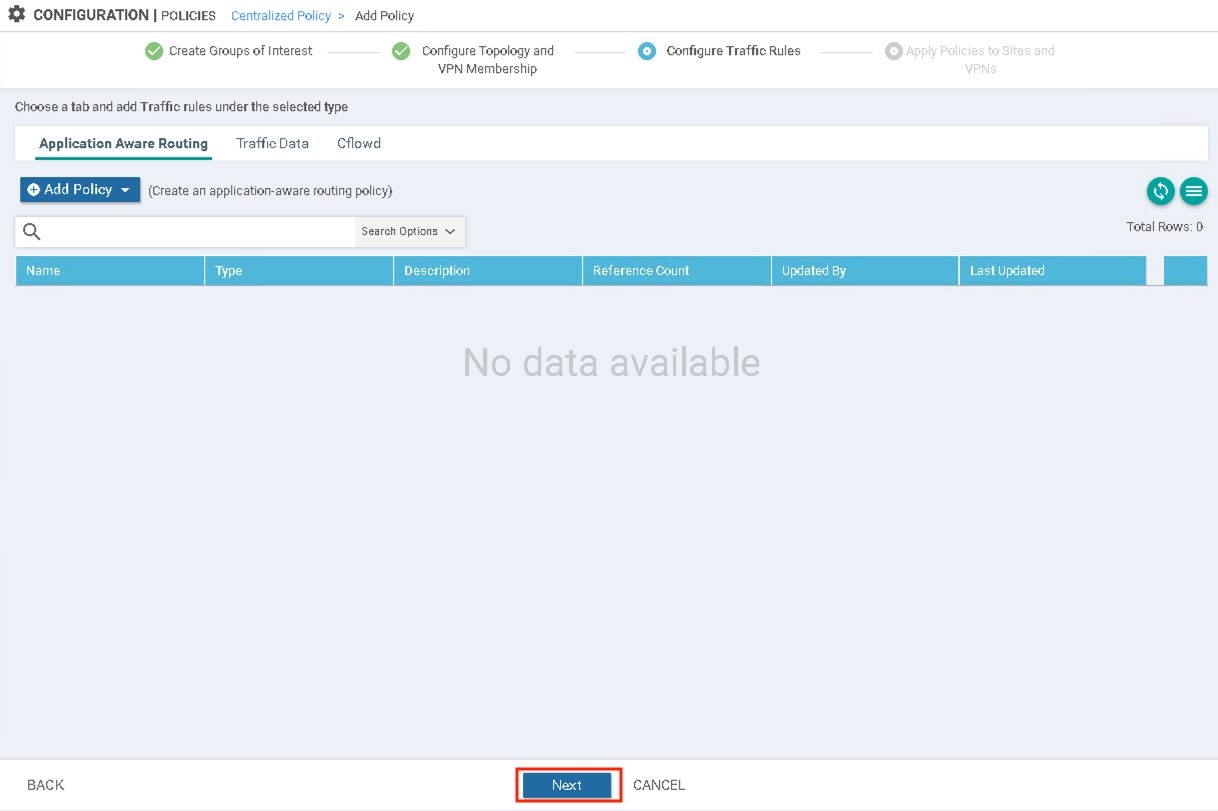 CONFIGURATION | POLICIES Centralized Policy > Add Policy
Create Groups of Interest
Configure Topology and
VPN Membership
Configure Traffic Rules
Apply Policies to Sites and
VPNs
Choose a tab and add Traffic rules under the selected type
Application Aware Routing Traffic Data Cflowd
Add Policy (Create an application-aware routing policy)
Search Options
Total Rows: 0
Name Type Description Reference Count Updated By Last Updated
No data available
BACK Next CANCEL